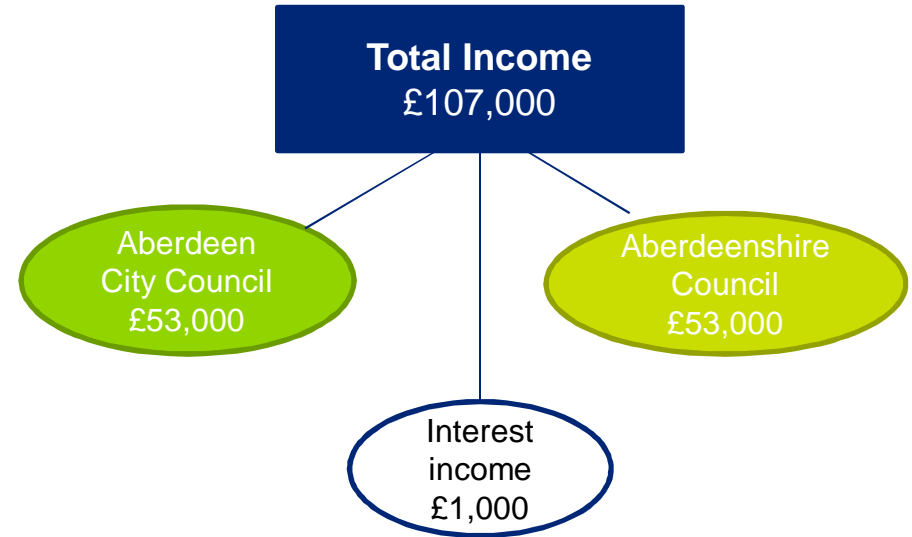 Total Income
£107,000
Aberdeen
City Council
£53,000
Aberdeenshire
Council
£53,000
Interest
income
£1,000